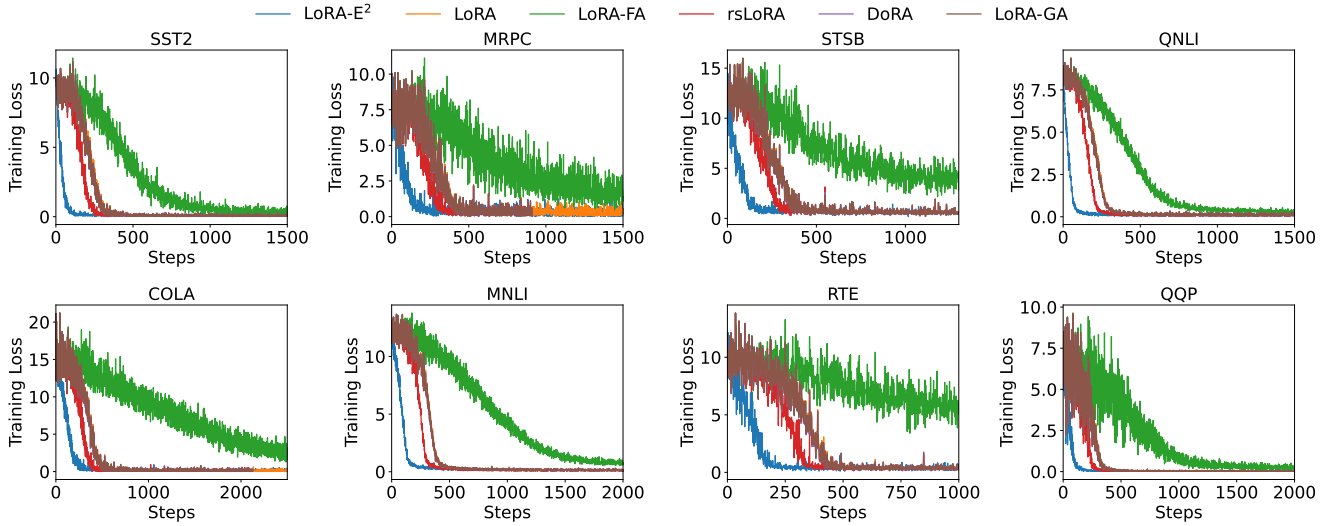 LoRA-E² LoRA LoRA-FA rsLoRA DoRA LoRA-GA
SST2 MRPC STSB QNLI
Training Loss
10
5
0
0 500 1000 1500
Steps
Training Loss
10.0
7.5
5.0
2.5
0.0
0 500 1000 1500
Steps
Training Loss
15
10
5
0
0 500 1000
Steps
Training Loss
7.5
5.0
2.5
0.0
0 500 1000 1500
Steps
COLA MNLI RTE QQP
Training Loss
20
15
10
5
0
0 1000 2000
Steps
Training Loss
10
5
0
0 500 1000 1500 2000
Steps
Training Loss
10
5
0
0 250 500 750 1000
Steps
Training Loss
10.0
7.5
5.0
2.5
0.0
0 500 1000 1500 2000
Steps